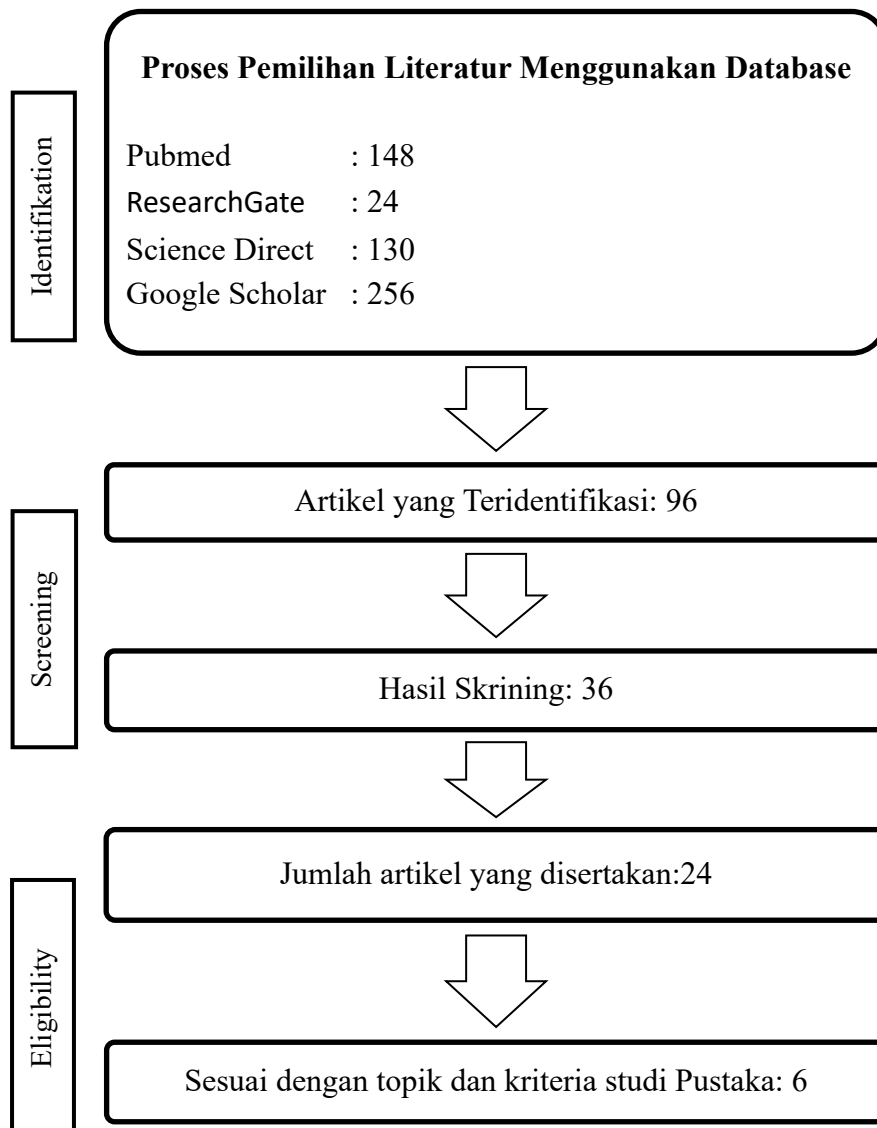 Proses Pemilihan Literatur Menggunakan Database
Identifikation
Pubmed : 148
ResearchGate : 24
Science Direct : 130
Google Scholar : 256
Artikel yang Teridentifikasi: 96
Screening
Hasil Skrining: 36
Jumlah artikel yang disertakan:24
Eligibility
Sesuai dengan topik dan kriteria studi Pustaka: 6